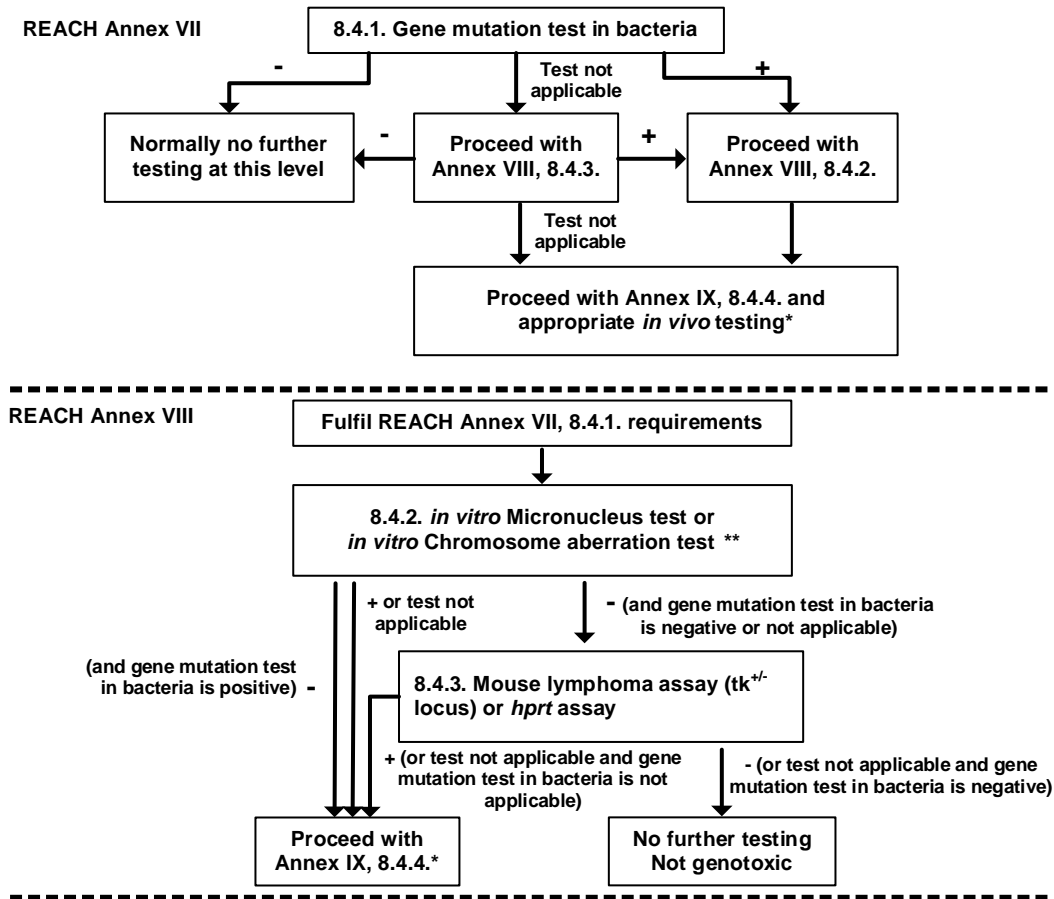 REACH Annex VII
8.4.1. Gene mutation test in bacteria
-
Test not
applicable
+
Normally no further
testing at this level
-
Proceed with
Annex VIII, 8.4.3.
+
Proceed with
Annex VIII, 8.4.2.
Test not
applicable
Proceed with Annex IX, 8.4.4. and
appropriate in vivo testing*
REACH Annex VIII
Fulfil REACH Annex VII, 8.4.1. requirements
8.4.2. in vitro Micronucleus test or
in vitro Chromosome aberration test **
+ or test not
applicable
- (and gene mutation test in bacteria
is negative or not applicable)
(and gene mutation test
in bacteria is positive) -
8.4.3. Mouse lymphoma assay (tk+/-
locus) or hprt assay
+ (or test not applicable and gene
mutation test in bacteria is not
applicable)
- (or test not applicable and gene
mutation test in bacteria is negative)
Proceed with
Annex IX, 8.4.4.*
No further testing
Not genotoxic